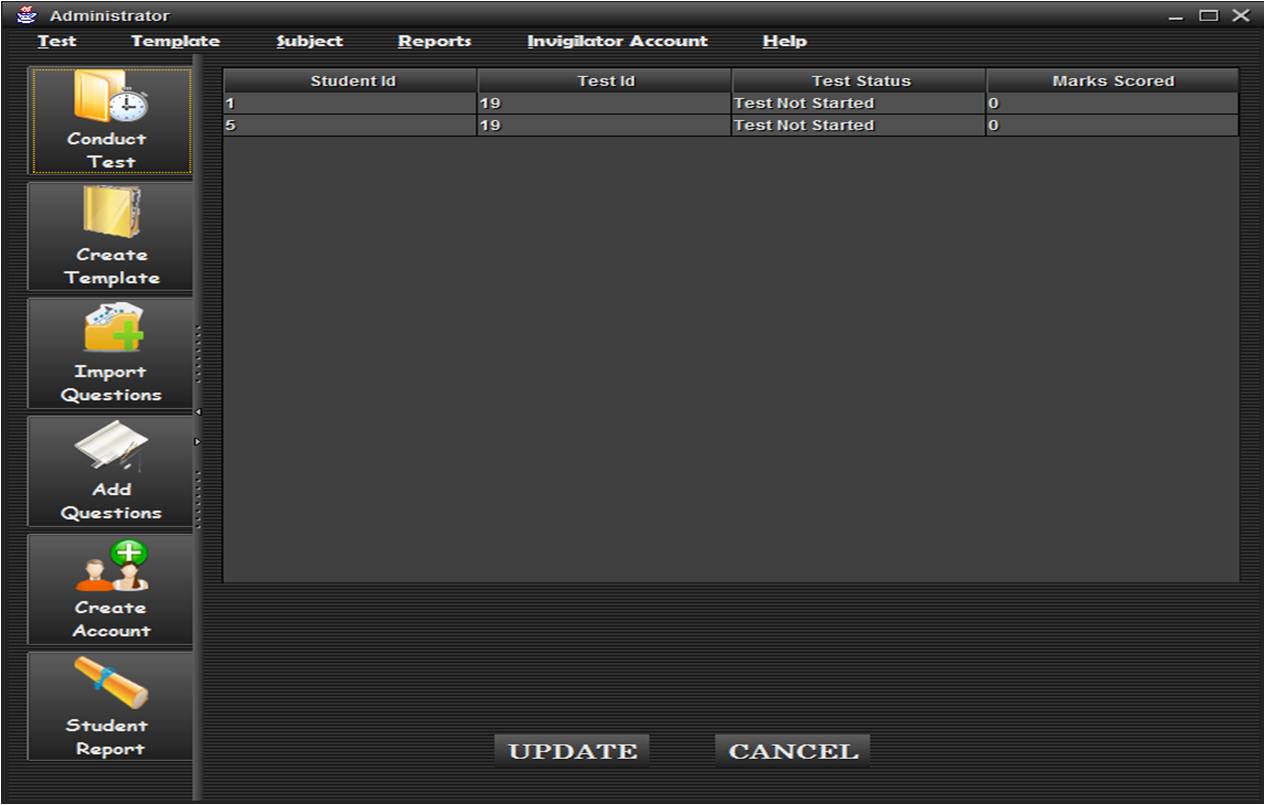 Administrator
Test Template Subject Reports Invigilator Account Help
Conduct
Test
Create
Template
Import
Questions
Add
Questions
Create
Account
Student
Report
Student Id Test Id Test Status Marks Scored
1 19 Test Not Started 0
5 19 Test Not Started 0
UPDATE CANCEL